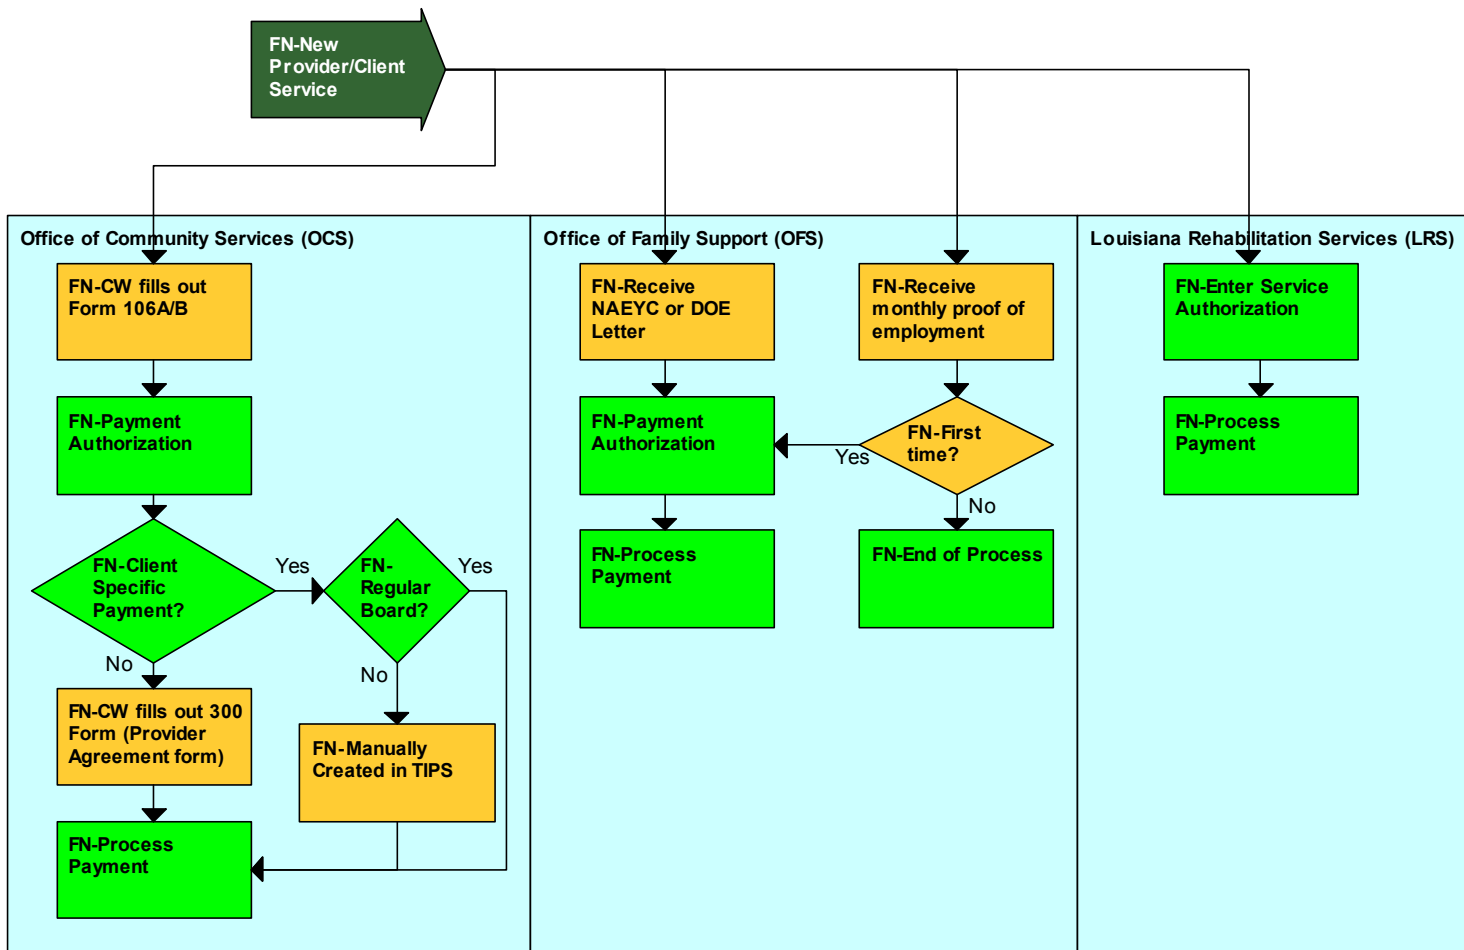 FN-New
Provider/Client
Service
Office of Community Services (OCS)
FN-CW fills out
Form 106A/B
FN-Payment
Authorization
FN-Client
Specific
Payment?
Yes
No
FN-
Regular
Board?
Yes
No
FN-CW fills out 300
Form (Provider
Agreement form)
FN-Manually
Created in TIPS
FN-Process
Payment
Office of Family Support (OFS)
FN-Receive
NAEYC or DOE
Letter
FN-Receive
monthly proof of
employment
FN-Payment
Authorization
FN-First
time?
Yes
No
FN-Process
Payment
FN-End of Process
Louisiana Rehabilitation Services (LRS)
FN-Enter Service
Authorization
FN-Process
Payment